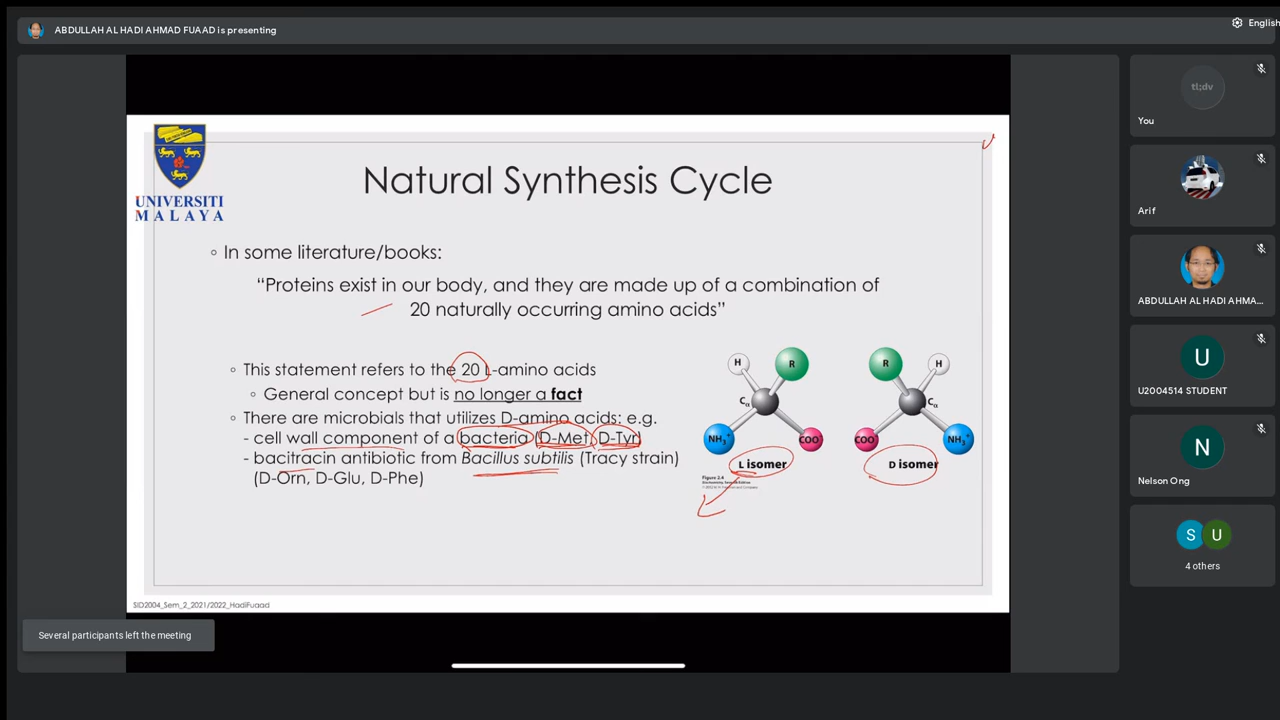 ABDULLAH AL HADI AHMAD FUAAD is presenting
English
UNIVERSITI
MALAYA
Natural Synthesis Cycle
◦ In some literature/books:
“Proteins exist in our body, and they are made up of a combination of
20 naturally occurring amino acids”
◦ This statement refers to the 20 L-amino acids
◦ General concept but is no longer a fact
◦ There are microbials that utilizes D-amino acids: e.g.
- cell wall component of a bacteria (D-Met, D-Tyr)
- bacitracin antibiotic from Bacillus subtilis (Tracy strain)
(D-Orn, D-Glu, D-Phe)
H R
Cα
NH3+ COO
L isomer
R H
Cα
COO NH3+
D isomer
Figure 2.4
SID2004_Sem_2_2021/2022_HadiFuaad
Several participants left the meeting
tl;dv
You
Arif
ABDULLAH AL HADI AHMA...
U
U2004514 STUDENT
N
Nelson Ong
S U
4 others